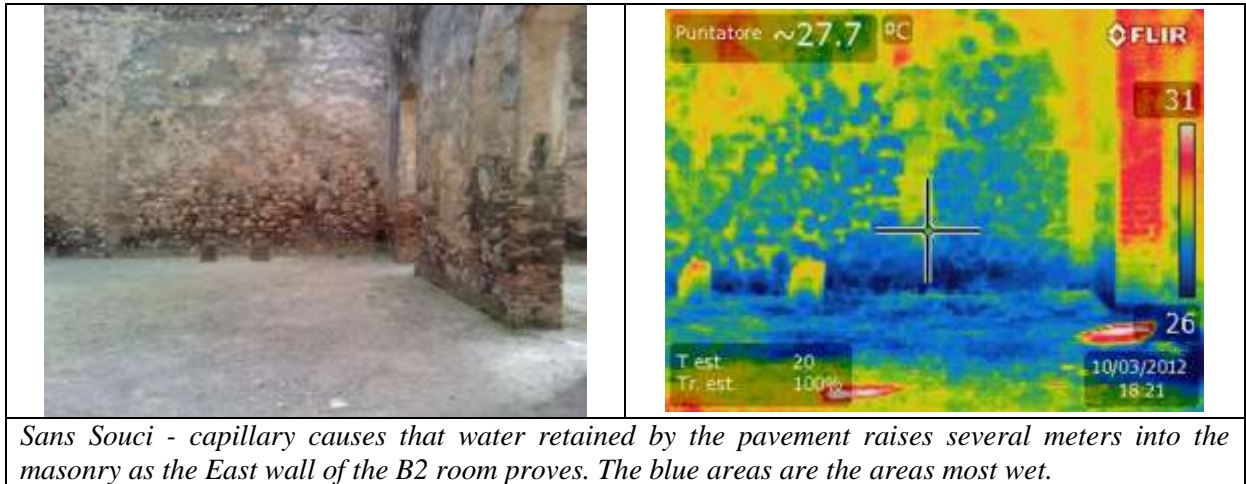 Puntatore ~27.7 °C
FLIR
31
26
T est 20
Tr. est. 100%
10/03/2012
18:21
Sans Souci - capillary causes that water retained by the pavement raises several meters into the
masonry as the East wall of the B2 room proves. The blue areas are the areas most wet.